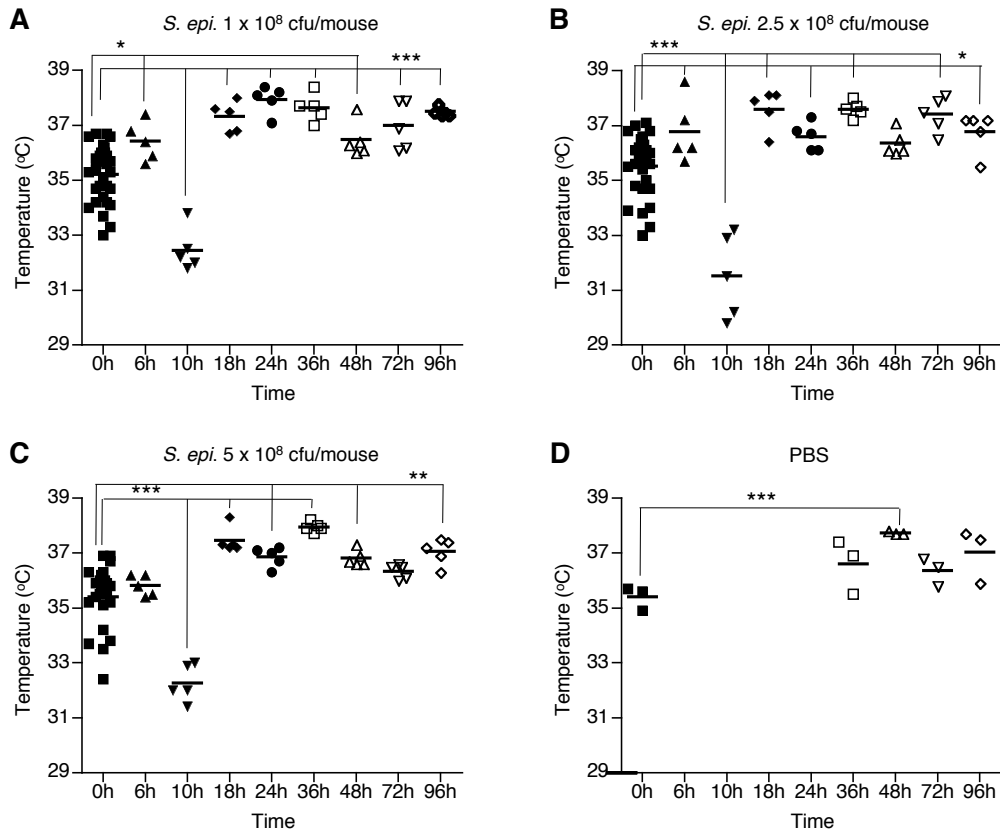 A
S. epi. 1 x 10⁸ cfu/mouse
*
***
39
37
35
33
31
29
Temperature (ºC)
0h 6h 10h 18h 24h 36h 48h 72h 96h
Time
B
S. epi. 2.5 x 10⁸ cfu/mouse
***
*
39
37
35
33
31
29
Temperature (ºC)
0h 6h 10h 18h 24h 36h 48h 72h 96h
Time
C
S. epi. 5 x 10⁸ cfu/mouse
**
***
39
37
35
33
31
29
Temperature (ºC)
0h 6h 10h 18h 24h 36h 48h 72h 96h
Time
D
PBS
***
39
37
35
33
31
29
Temperature (ºC)
0h 6h 10h 18h 24h 36h 48h 72h 96h
Time